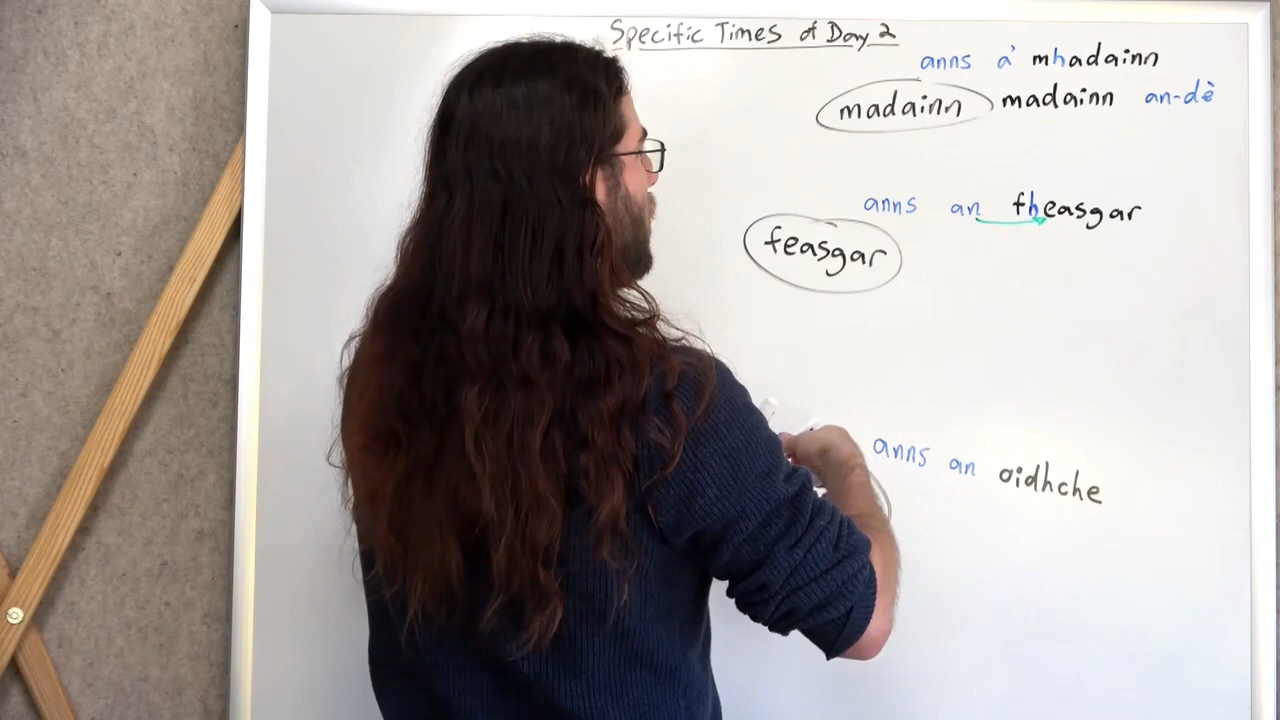 Specific Times of Day 2
anns a' mhadainn
madainn madainn an-dè
anns an fheasgar
feasgar
anns an oidhche